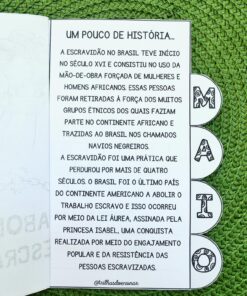 UM POUCO DE HISTÓRIA...
A ESCRAVIDÃO NO BRASIL TEVE INÍCIO
NO SÉCULO XVI E CONSISTIU NO USO DA
MÃO-DE-OBRA FORÇADA DE MULHERES E
HOMENS AFRICANOS. ESSAS PESSOAS
FORAM RETIRADAS À FORÇA DOS MUITOS
GRUPOS ÉTNICOS DOS QUAIS FAZIAM
PARTE NO CONTINENTE AFRICANO E
TRAZIDAS AO BRASIL NOS CHAMADOS
NAVIOS NEGREIROS.
A ESCRAVIDÃO FOI UMA PRÁTICA QUE
PERDUROU POR MAIS DE QUATRO
SÉCULOS. O BRASIL FOI O ÚLTIMO PAÍS
DO CONTINENTE AMERICANO A ABOLIR O
TRABALHO ESCRAVO E ISSO OCORREU
POR MEIO DA LEI ÁUREA, ASSINADA PELA
PRINCESA ISABEL, UMA CONQUISTA
REALIZADA POR MEIO DO ENGAJAMENTO
POPULAR E DA RESISTÊNCIA DAS
PESSOAS ESCRAVIZADAS.
M
A
I
O